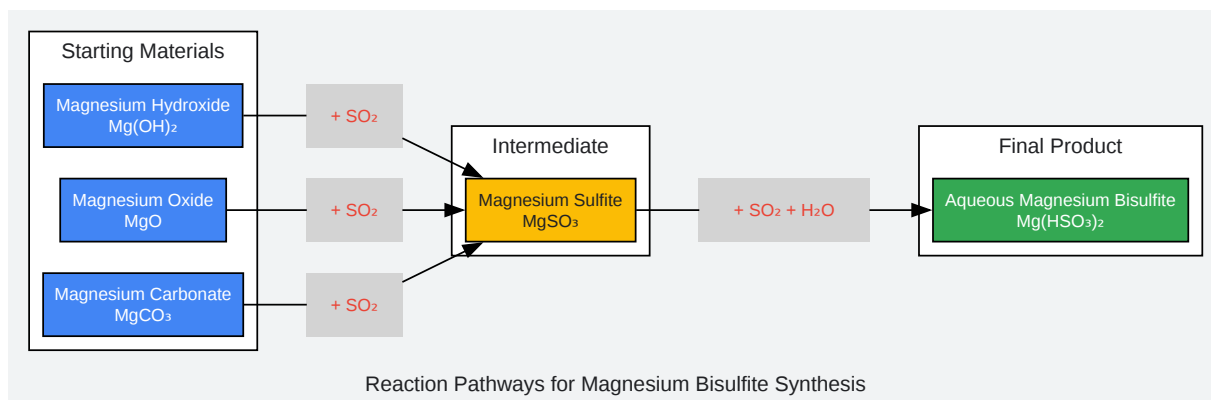 Starting Materials
Magnesium Hydroxide
Mg(OH)₂
+ SO₂
Magnesium Oxide
MgO
+ SO₂
Magnesium Carbonate
MgCO₃
+ SO₂
Intermediate
Magnesium Sulfite
MgSO₃
+ SO₂ + H₂O
Final Product
Aqueous Magnesium Bisulfite
Mg(HSO₃)₂
Reaction Pathways for Magnesium Bisulfite Synthesis